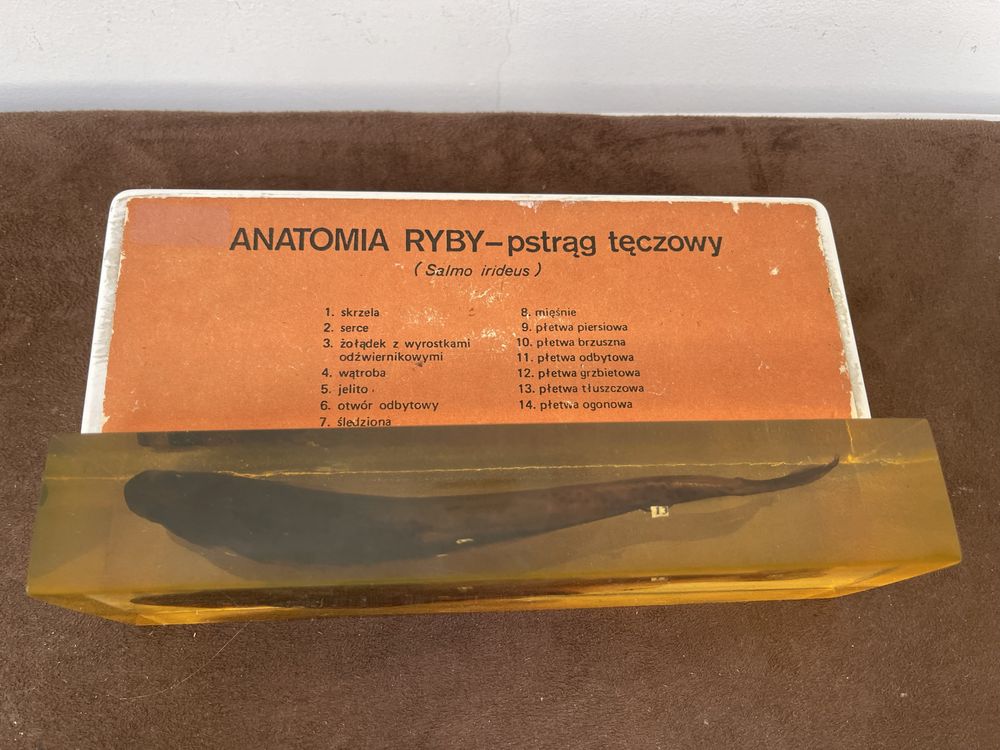 ANATOMIA RYBY–pstrąg tęczowy
( Salmo irideus )
1. skrzela
2. serce
3. żołądek z wyrostkami
odźwiernikowymi
4. wątroba
5. jelito
6. otwór odbytowy
7. śledziona
8. mięśnie
9. płetwa piersiowa
10. płetwa brzuszna
11. płetwa odbytowa
12. płetwa grzbietowa
13. płetwa tłuszczowa
14. płetwa ogonowa
13